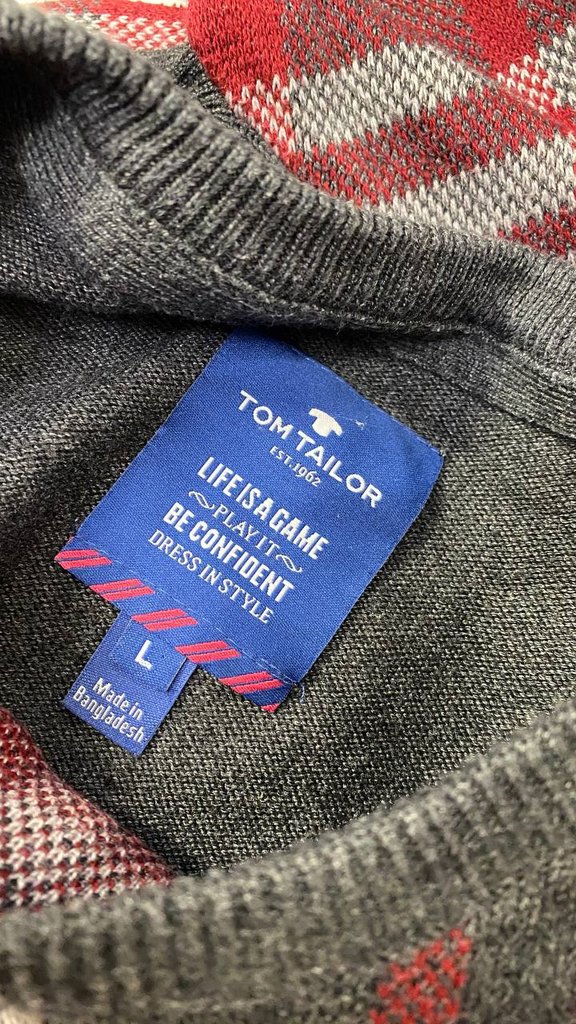 TOM TAILOR
EST.1962
LIFE IS A GAME
PLAY IT
BE CONFIDENT
DRESS IN STYLE
L
Made in
Bangladesh